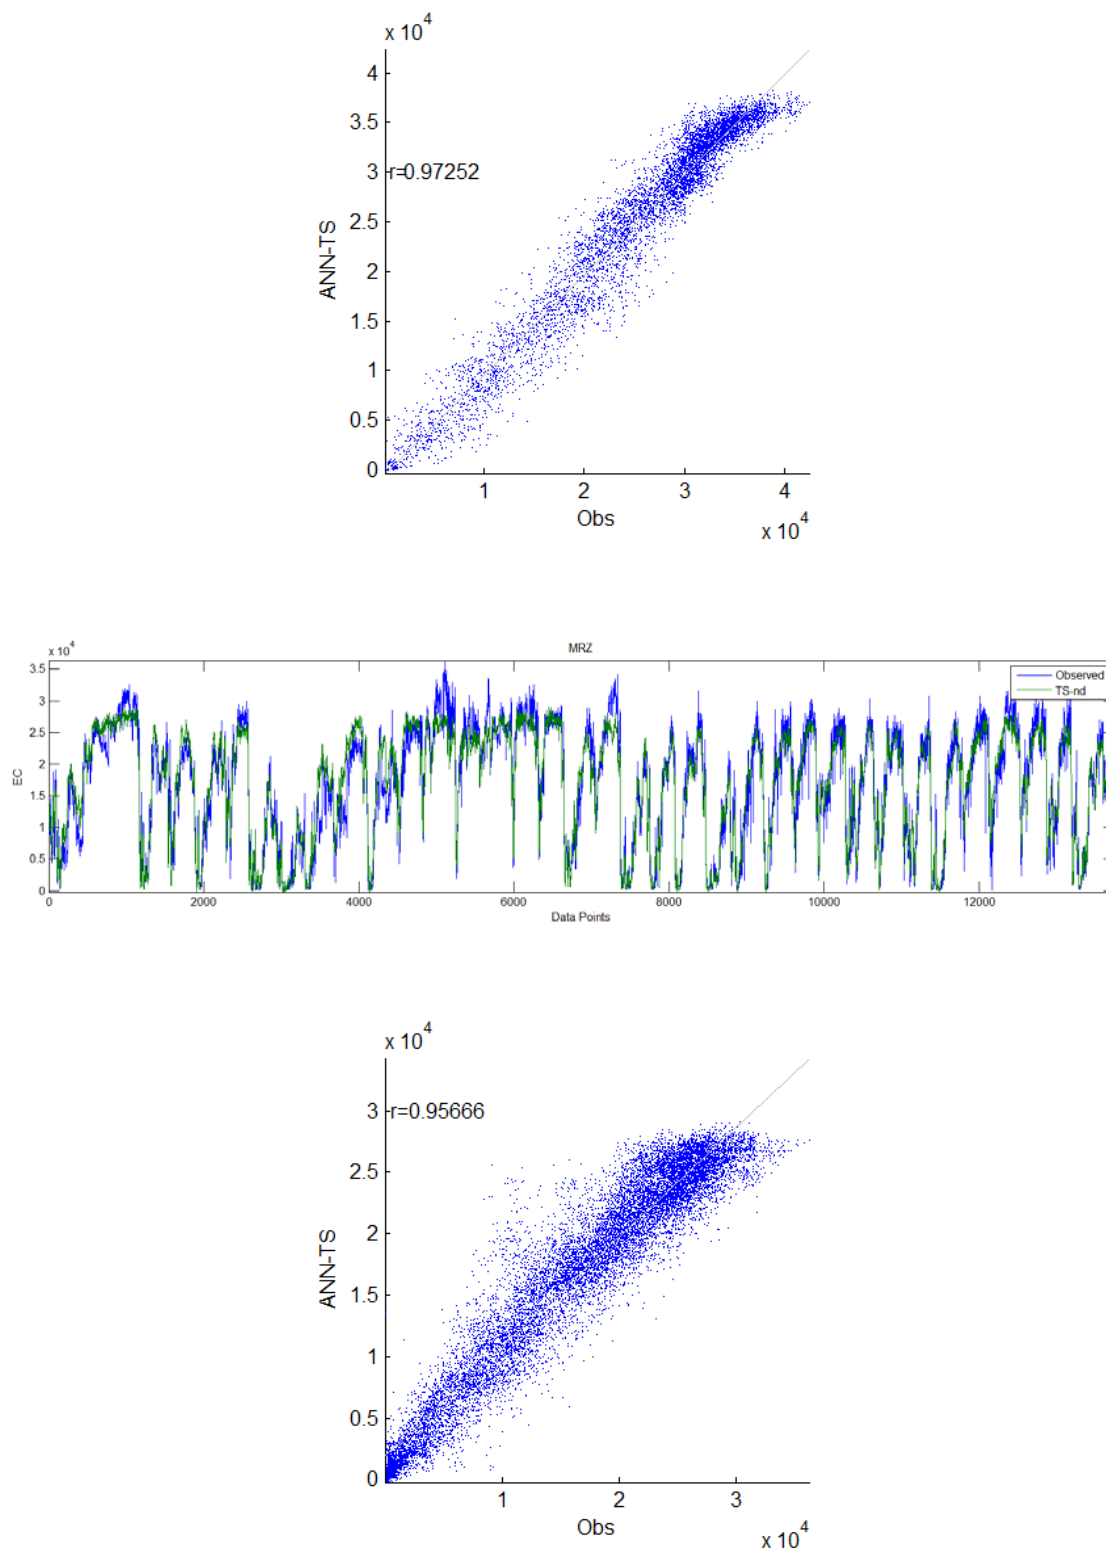 x 10^4
4
3.5
3
r=0.97252
2.5
2
1.5
1
0.5
0
ANN-TS
1 2 3 4
Obs
x 10^4
MRZ
x 10^4
3.5
3
2.5
2
1.5
1
0.5
0
EC
Observed
TS-nd
0 2000 4000 6000 8000 10000 12000
Data Points
x 10^4
3
r=0.95666
2.5
2
1.5
1
0.5
0
ANN-TS
1 2 3
Obs
x 10^4